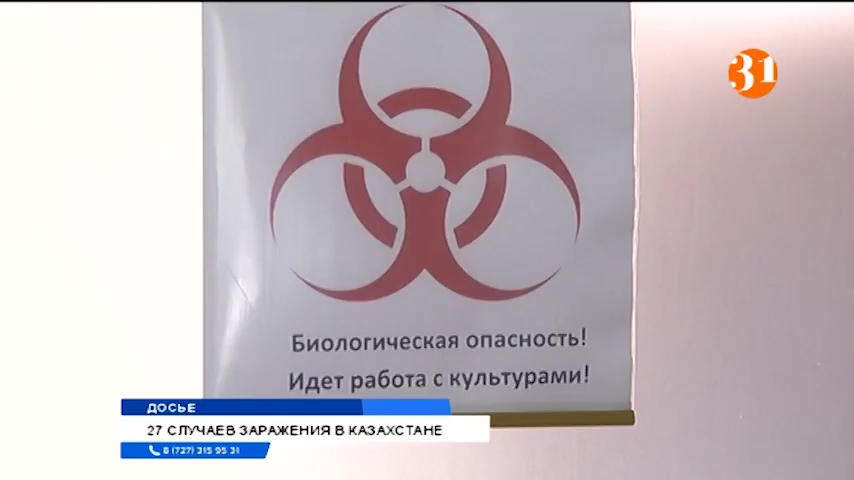 31
Биологическая опасность!
Идет работа с культурами!
ДОСЬЕ
27 СЛУЧАЕВ ЗАРАЖЕНИЯ В КАЗАХСТАНЕ
8 (727) 315 95 31